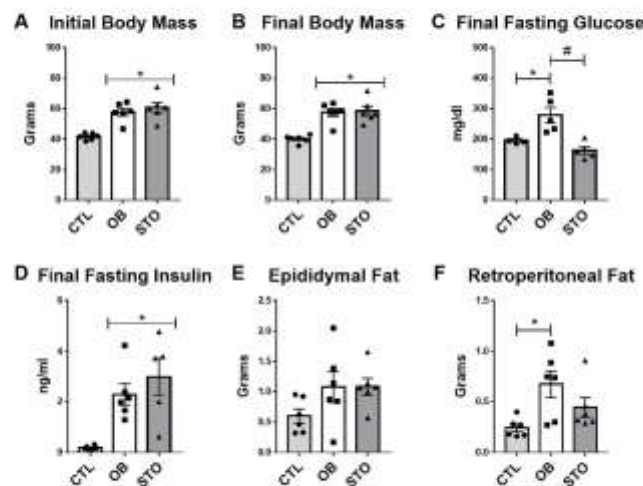 A Initial Body Mass
B Final Body Mass
C Final Fasting Glucose
Grams
100
80
60
40
20
0
*
CTL
OB
STO
Grams
100
80
60
40
20
0
*
CTL
OB
STO
mg/dl
500
400
300
200
100
0
*
#
CTL
OB
STO
D Final Fasting Insulin
E Epididymal Fat
F Retroperitoneal Fat
ng/ml
4
2
0
*
CTL
OB
STO
Grams
2.5
2.0
1.5
1.0
0.5
0.0
CTL
OB
STO
Grams
1.5
1.0
0.5
0.0
*
CTL
OB
STO